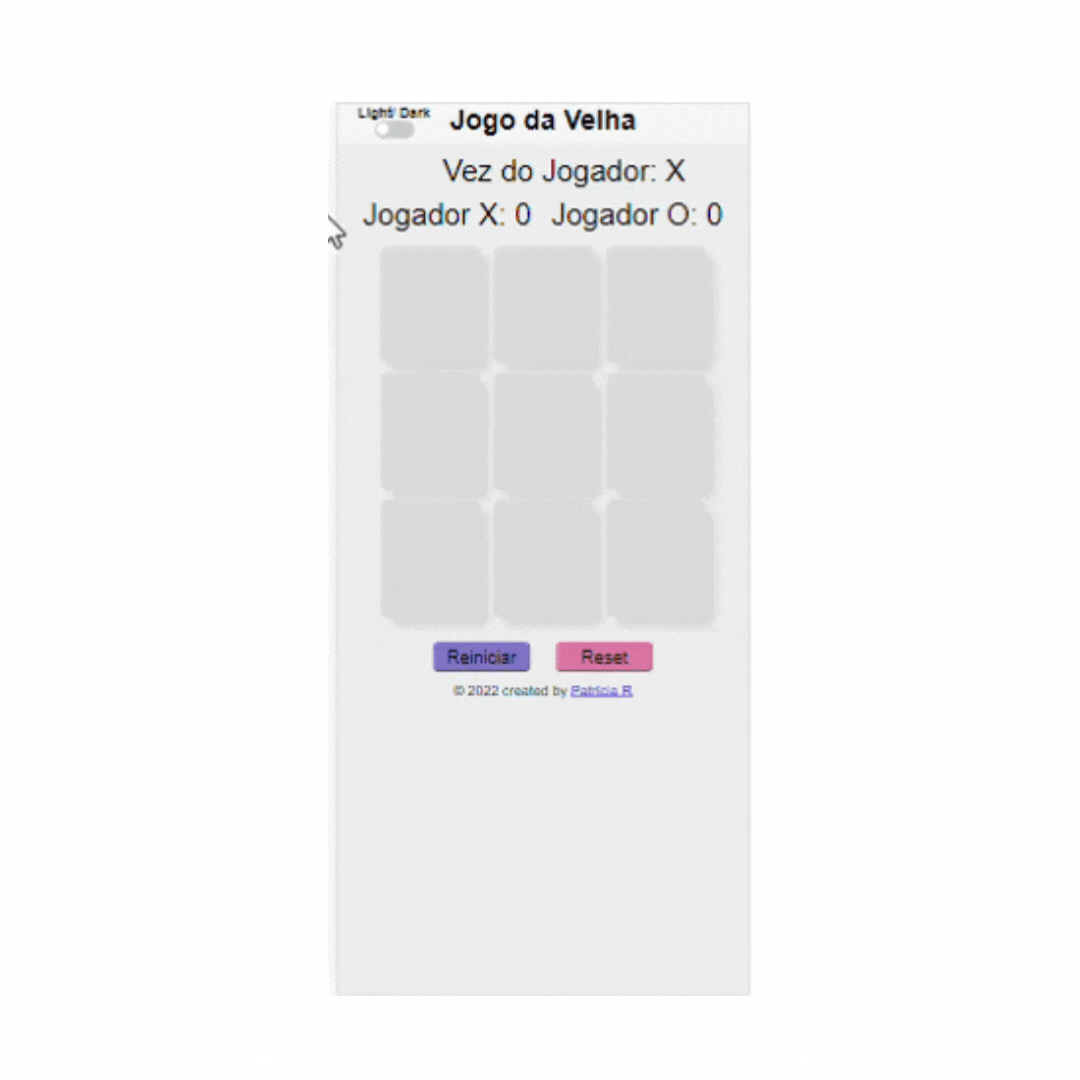 Light/ Dark
Jogo da Velha
Vez do Jogador: X
Jogador X: 0 Jogador O: 0
Reiniciar Reset
© 2022 created by Patricia R